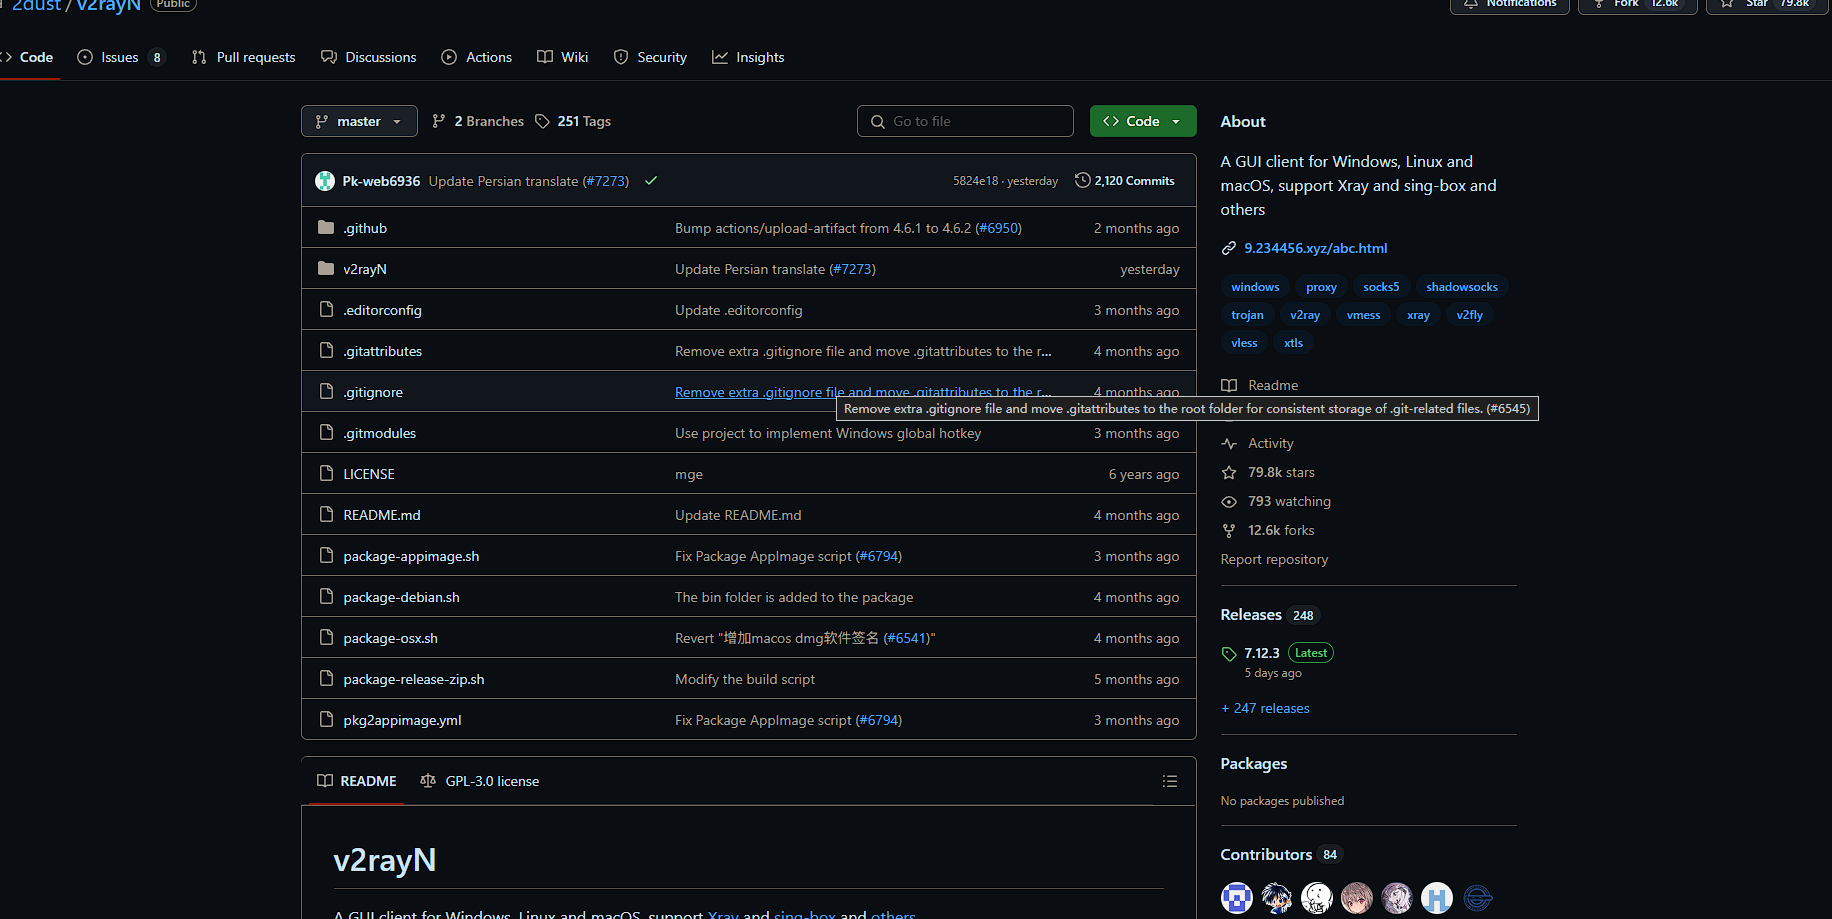 2dust / v2rayN Public
Notifications Fork 12.6k Star 79.8k
Code Issues 8 Pull requests Discussions Actions Wiki Security Insights
master 2 Branches 251 Tags Go to file Code
Pk-web6936 Update Persian translate (#7273) 5824e18 · yesterday 2,120 Commits
.github Bump actions/upload-artifact from 4.6.1 to 4.6.2 (#6950) 2 months ago
v2rayN Update Persian translate (#7273) yesterday
.editorconfig Update .editorconfig 3 months ago
.gitattributes Remove extra .gitignore file and move .gitattributes to the r... 4 months ago
.gitignore Remove extra .gitignore file and move .gitattributes to the r... 4 months ago
Remove extra .gitignore file and move .gitattributes to the root folder for consistent storage of .git-related files. (#6545)
.gitmodules Use project to implement Windows global hotkey 3 months ago
LICENSE mge 6 years ago
README.md Update README.md 4 months ago
package-appimage.sh Fix Package AppImage script (#6794) 3 months ago
package-debian.sh The bin folder is added to the package 4 months ago
package-osx.sh Revert "增加macos dmg软件签名 (#6541)" 4 months ago
package-release-zip.sh Modify the build script 5 months ago
pkg2appimage.yml Fix Package AppImage script (#6794) 3 months ago
README GPL-3.0 license
v2rayN
A GUI client for Windows, Linux and macOS, support Xray and sing-box and others
About
A GUI client for Windows, Linux and
macOS, support Xray and sing-box and
others
9.234456.xyz/abc.html
windows proxy socks5 shadowsocks
trojan v2ray vmess xray v2fly
vless xtls
Readme
Activity
79.8k stars
793 watching
12.6k forks
Report repository
Releases 248
7.12.3 Latest
5 days ago
+ 247 releases
Packages
No packages published
Contributors 84